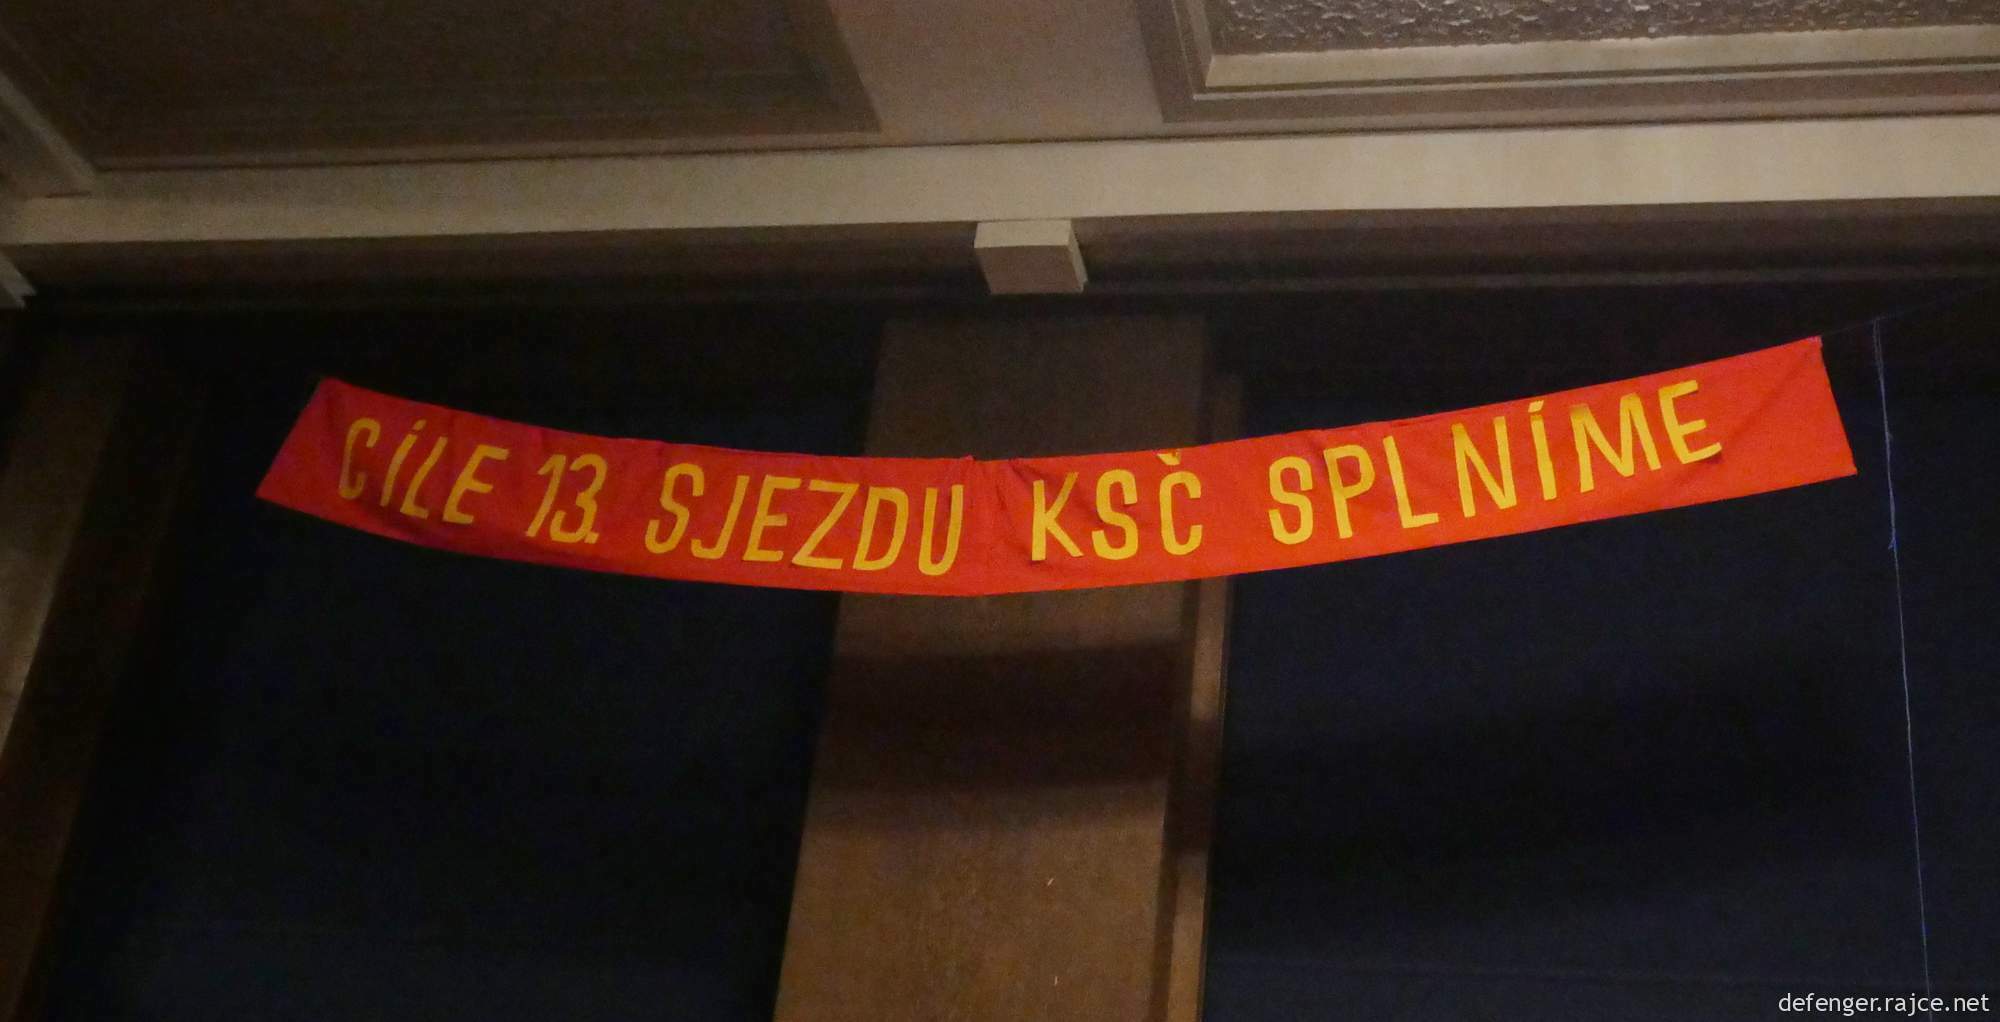 CÍLE 13. SJEZDU KSČ SPLNÍME
defenger.rajce.net